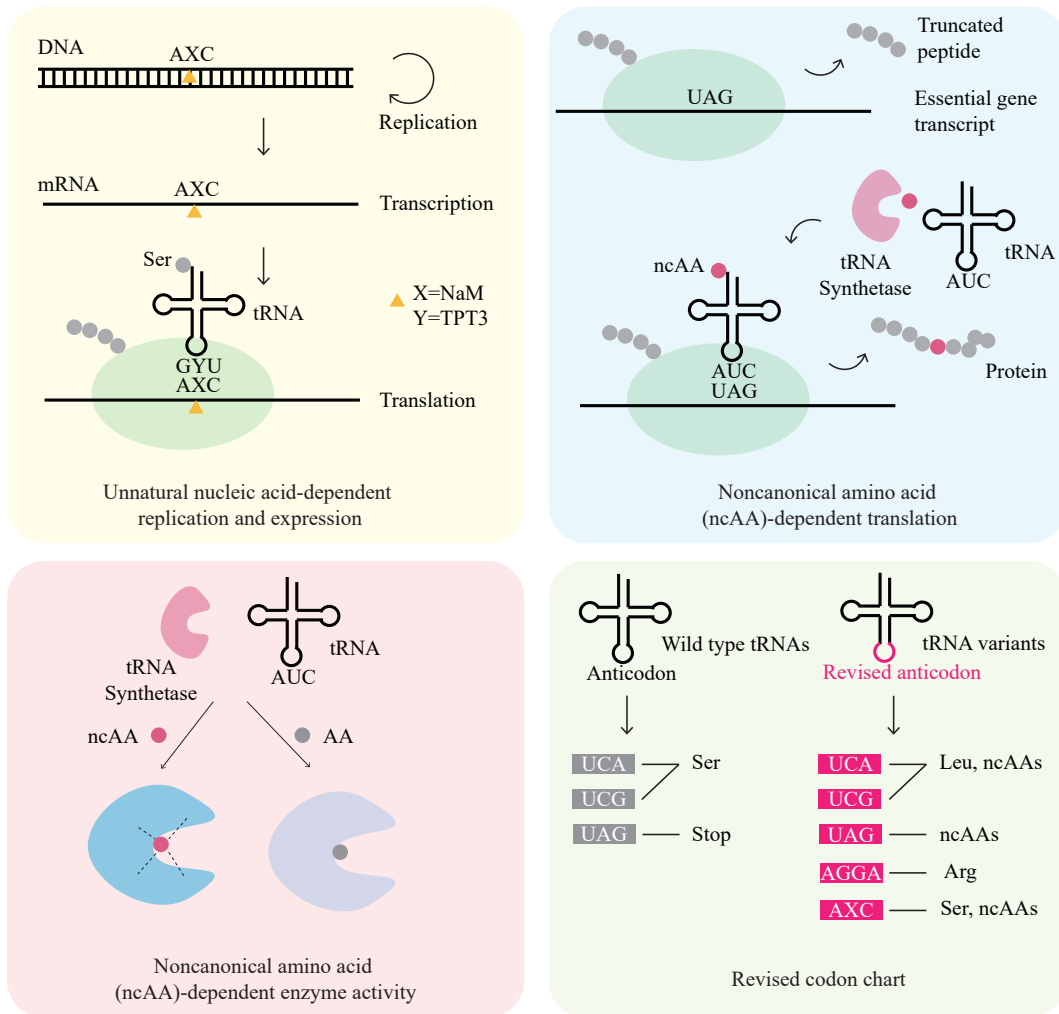 DNA
AXC
Replication
mRNA
AXC
Transcription
Ser
tRNA
X=NaM
Y=TPT3
GYU
AXC
Translation
Unnatural nucleic acid-dependent
replication and expression
Truncated
peptide
UAG
Essential gene
transcript
tRNA
Synthetase
tRNA
AUC
ncAA
AUC
UAG
Protein
Noncanonical amino acid
(ncAA)-dependent translation
tRNA
Synthetase
tRNA
AUC
ncAA
AA
Noncanonical amino acid
(ncAA)-dependent enzyme activity
Wild type tRNAs
Anticodon
UCA
UCG
Ser
UAG
Stop
tRNA variants
Revised anticodon
UCA
UCG
Leu, ncAAs
UAG
ncAAs
AGGA
Arg
AXC
Ser, ncAAs
Revised codon chart